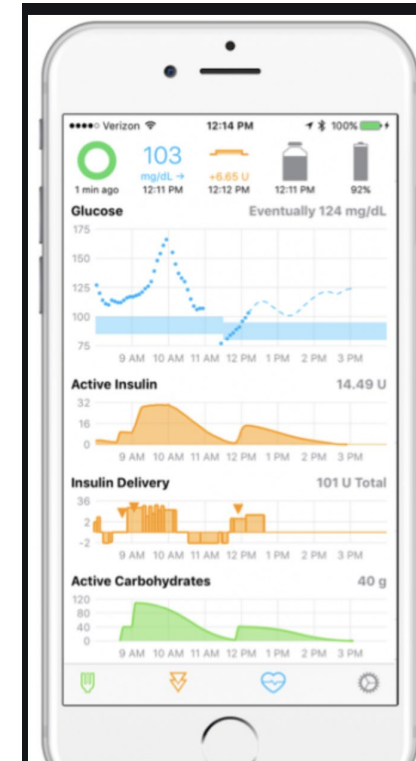 Verizon 12:14 PM 100%
103 +6.65 U
mg/dL →
1 min ago 12:11 PM 12:12 PM 12:11 PM 92%
Glucose Eventually 124 mg/dL
175
150
125
100
75
9 AM 10 AM 11 AM 12 PM 1 PM 2 PM 3 PM
Active Insulin 14.49 U
32
16
0
9 AM 10 AM 11 AM 12 PM 1 PM 2 PM 3 PM
Insulin Delivery 101 U Total
36
2
-2
9 AM 10 AM 11 AM 12 PM 1 PM 2 PM 3 PM
Active Carbohydrates 40 g
120
80
40
0
9 AM 10 AM 11 AM 12 PM 1 PM 2 PM 3 PM